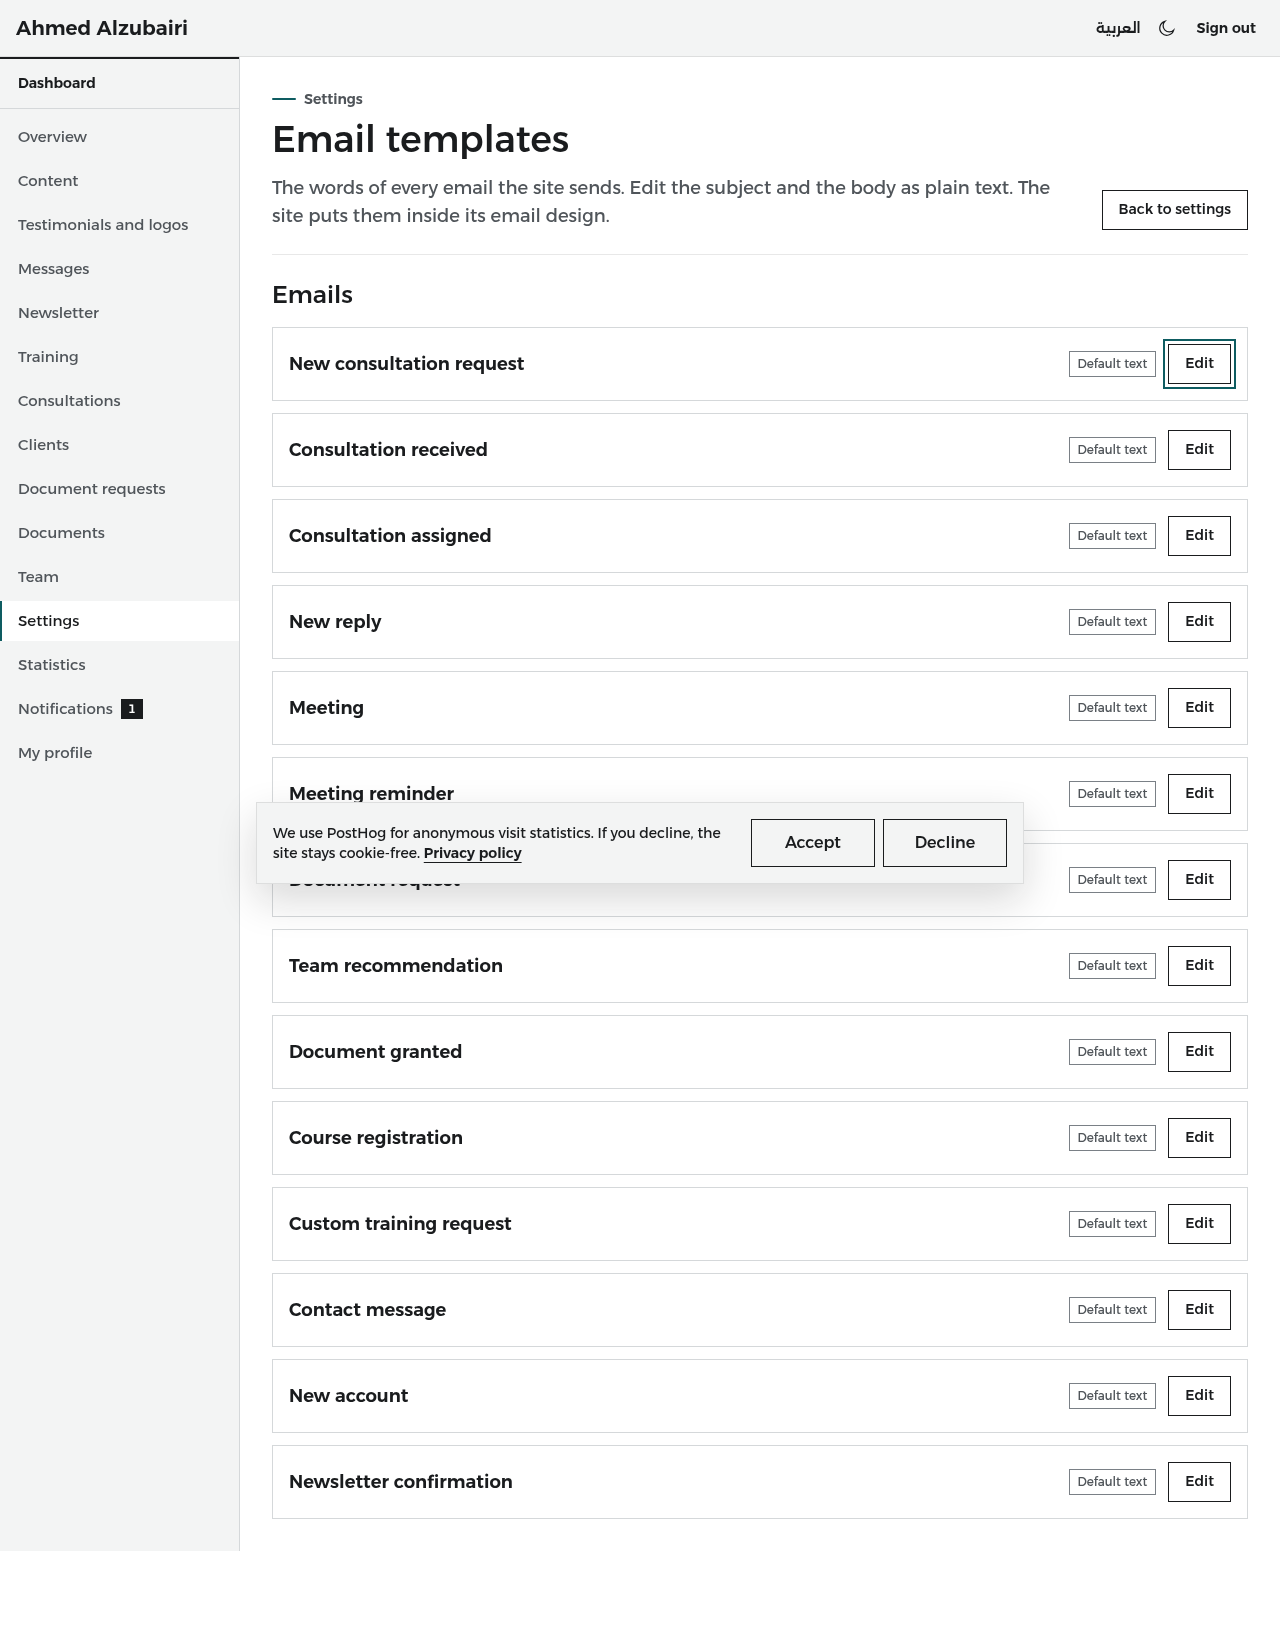 Ahmed Alzubairi
العربية
Sign out
Dashboard
Overview
Content
Testimonials and logos
Messages
Newsletter
Training
Consultations
Clients
Document requests
Documents
Team
Settings
Statistics
Notifications 1
My profile
Settings
Email templates
The words of every email the site sends. Edit the subject and the body as plain text. The
site puts them inside its email design.
Back to settings
Emails
New consultation request Default text Edit
Consultation received Default text Edit
Consultation assigned Default text Edit
New reply Default text Edit
Meeting Default text Edit
Meeting reminder Default text Edit
We use PostHog for anonymous visit statistics. If you decline, the
site stays cookie-free. Privacy policy
Accept
Decline
Document request Default text Edit
Team recommendation Default text Edit
Document granted Default text Edit
Course registration Default text Edit
Custom training request Default text Edit
Contact message Default text Edit
New account Default text Edit
Newsletter confirmation Default text Edit